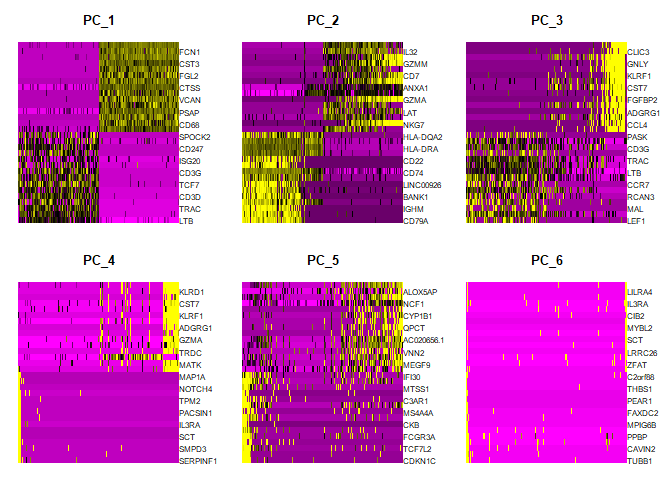 PC_1
FCN1
CST3
FGL2
CTSS
VCAN
PSAP
CD68
SPOCK2
CD247
ISG20
CD3G
TCF7
CD3D
TRAC
LTB
PC_2
IL32
GZMM
CD7
ANXA1
GZMA
LAT
NKG7
HLA-DQA2
HLA-DRA
CD22
CD74
LINC00926
BANK1
IGHM
CD79A
PC_3
CLIC3
GNLY
KLRF1
CST7
FGFBP2
ADGRG1
CCL4
PASK
CD3G
TRAC
LTB
CCR7
RCAN3
MAL
LEF1
PC_4
KLRD1
CST7
KLRF1
ADGRG1
GZMA
TRDC
MATK
MAP1A
NOTCH4
TPM2
PACSIN1
IL3RA
SCT
SMPD3
SERPINF1
PC_5
ALOX5AP
NCF1
CYP1B1
QPCT
AC020656.1
VNN2
MEGF9
IFI30
MTSS1
C3AR1
MS4A4A
CKB
FCGR3A
TCF7L2
CDKN1C
PC_6
LILRA4
IL3RA
CIB2
MYBL2
SCT
LRRC26
ZFAT
C2orf88
THBS1
PEAR1
FAXDC2
MPIG6B
PPBP
CAVIN2
TUBB1